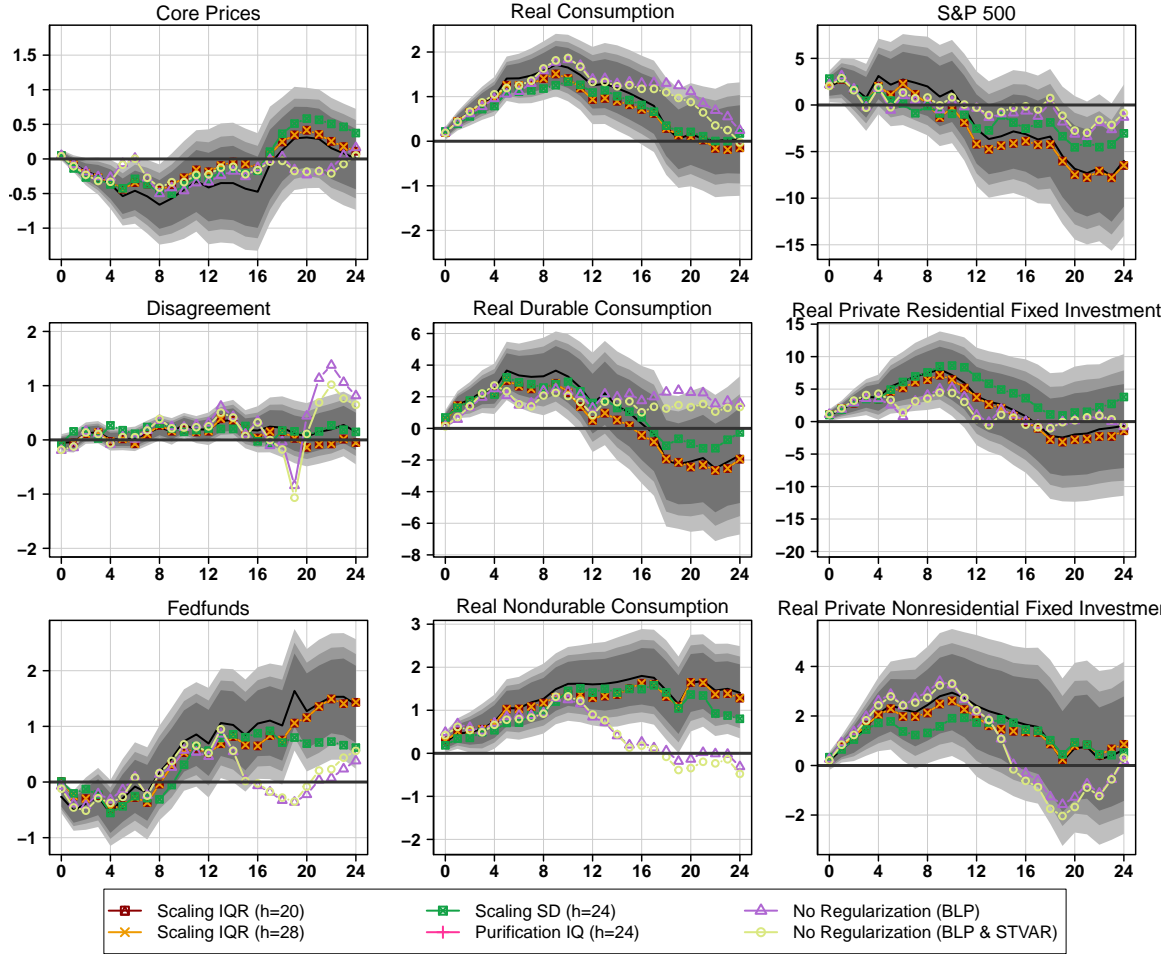 Core Prices
Real Consumption
S&P 500
1.5
1
0.5
0
-0.5
-1
0 4 8 12 16 20 24
2
1
0
-1
-2
0 4 8 12 16 20 24
5
0
-5
-10
-15
0 4 8 12 16 20 24
Disagreement
Real Durable Consumption
Real Private Residential Fixed Investment
2
1
0
-1
-2
0 4 8 12 16 20 24
6
4
2
0
-2
-4
-6
-8
0 4 8 12 16 20 24
15
10
5
0
-5
-10
-15
-20
0 4 8 12 16 20 24
Fedfunds
Real Nondurable Consumption
Real Private Nonresidential Fixed Investme
2
1
0
-1
0 4 8 12 16 20 24
3
2
1
0
-1
-2
0 4 8 12 16 20 24
4
2
0
-2
0 4 8 12 16 20 24
Scaling IQR (h=20)
Scaling SD (h=24)
No Regularization (BLP)
Scaling IQR (h=28)
Purification IQ (h=24)
No Regularization (BLP & STVAR)